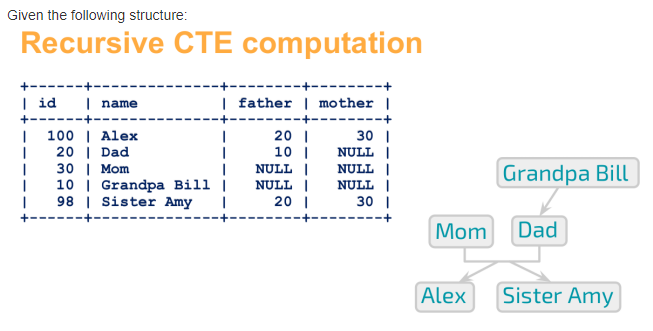 Given the following structure:
Recursive CTE computation
+------+---------------+--------+--------+
| id   | name          | father | mother |
+------+---------------+--------+--------+
|  100 | Alex          |     20 |     30 |
|   20 | Dad           |     10 |   NULL |
|   30 | Mom           |   NULL |   NULL |
|   10 | Grandpa Bill  |   NULL |   NULL |
|   98 | Sister Amy    |     20 |     30 |
+------+---------------+--------+--------+
Grandpa Bill
Mom Dad
Alex Sister Amy